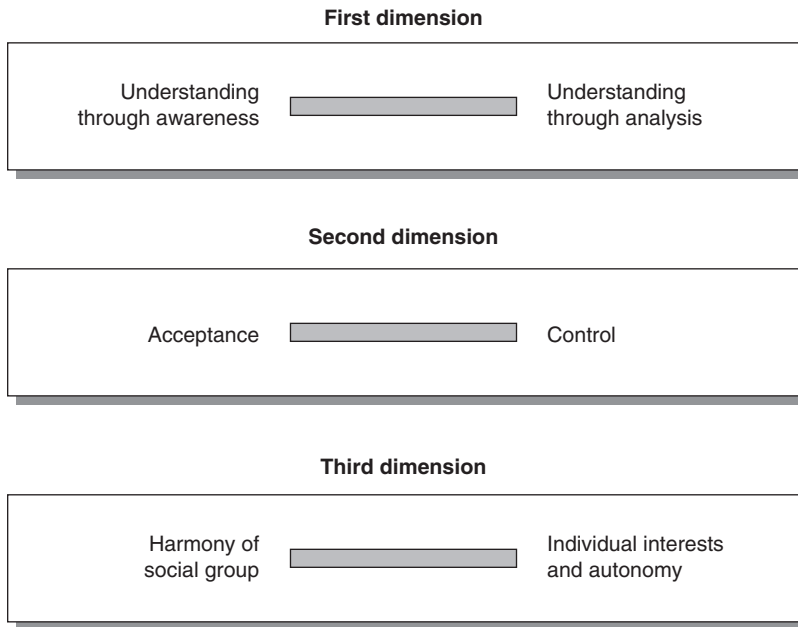 First dimension
Understanding
through awareness
Understanding
through analysis
Second dimension
Acceptance
Control
Third dimension
Harmony of
social group
Individual interests
and autonomy